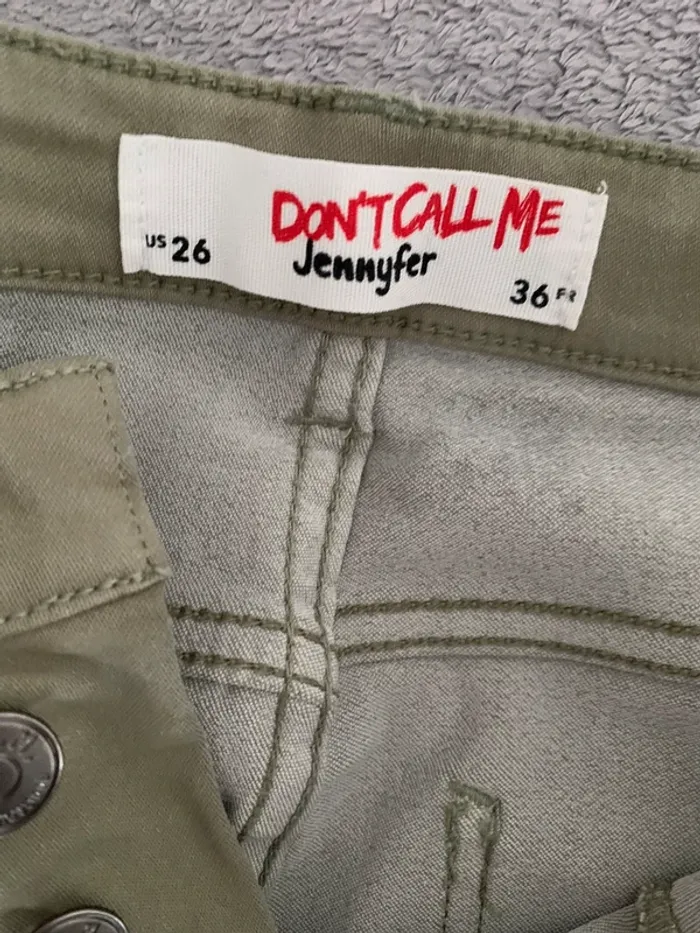 DON'T CALL ME
Jennyfer
US 26
36 FR